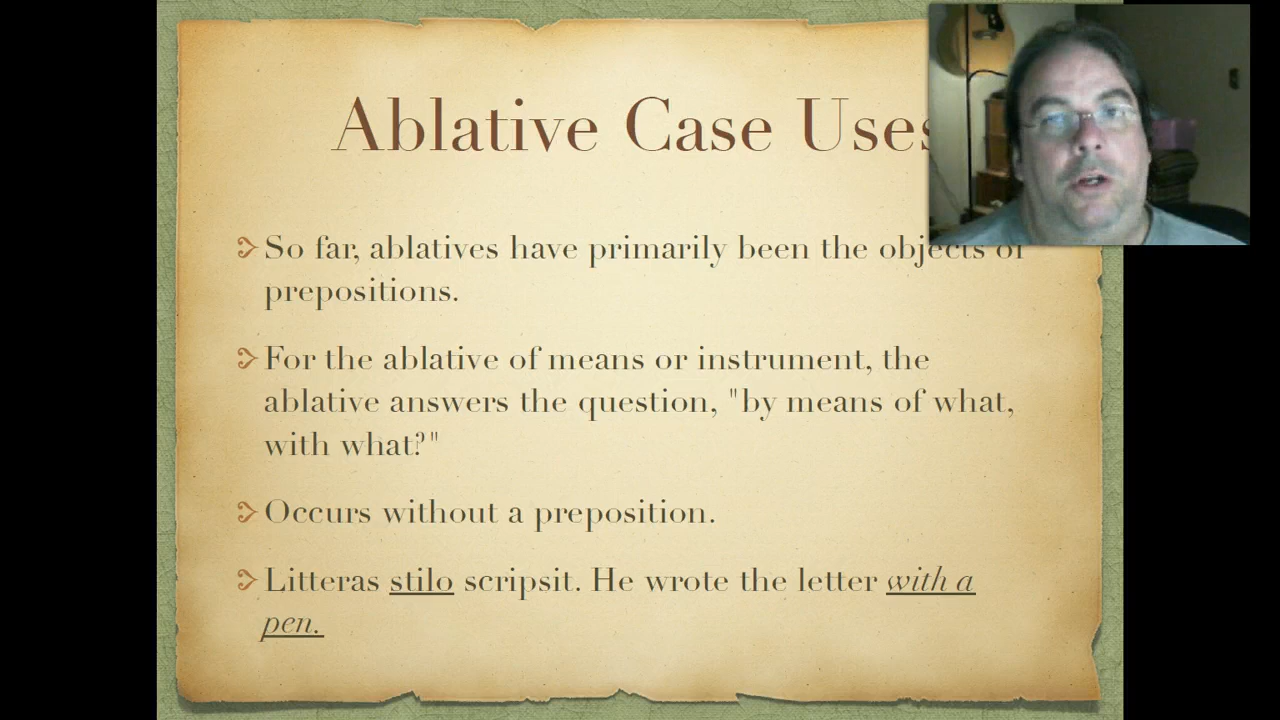 Ablative Case Uses
So far, ablatives have primarily been the objects of
prepositions.
For the ablative of means or instrument, the
ablative answers the question, "by means of what,
with what?"
Occurs without a preposition.
Litteras stilo scripsit. He wrote the letter with a
pen.